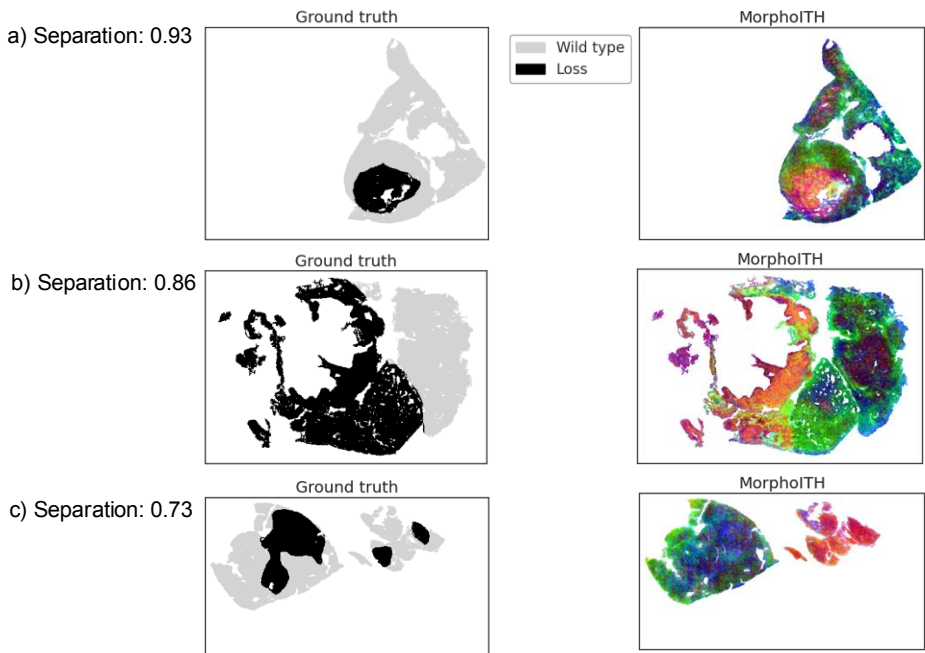 Ground truth
MorphoITH
a) Separation: 0.93
Wild type
Loss
Ground truth
MorphoITH
b) Separation: 0.86
Ground truth
MorphoITH
c) Separation: 0.73